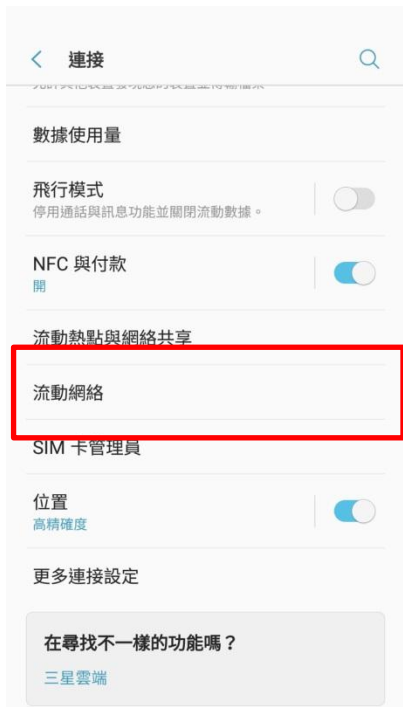 連接
數據使用量
飛行模式
停用通話與訊息功能並關閉流動數據。
NFC 與付款
開
流動熱點與網絡共享
流動網絡
SIM 卡管理員
位置
高精確度
更多連接設定
在尋找不一樣的功能嗎？
三星雲端